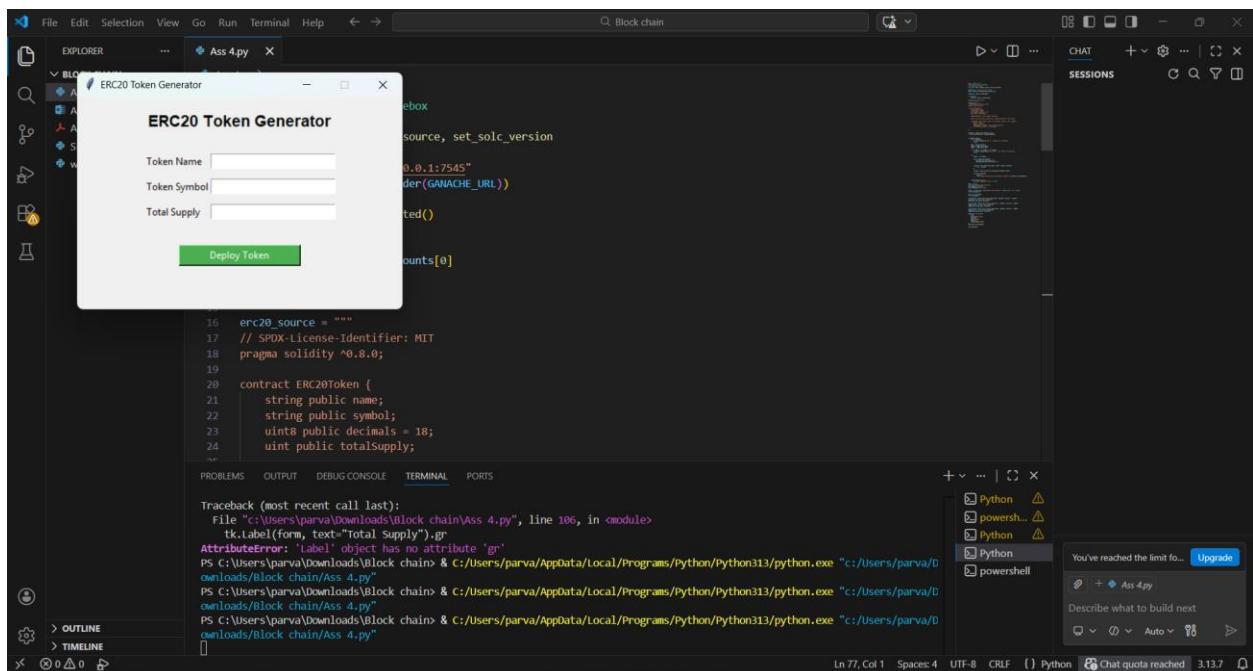 File Edit Selection View Go Run Terminal Help
Block chain
EXPLORER
Ass 4.py
CHAT
SESSIONS
ERC20 Token Generator
ERC20 Token Generator
Token Name
Token Symbol
Total Supply
Deploy Token
ebox
source, set_solc_version
0.0.1:7545"
der(GANACHE_URL))
ted()
ounts[0]
16 erc20_source = """
17 // SPDX-License-Identifier: MIT
18 pragma solidity ^0.8.0;
19
20 contract ERC20Token {
21 string public name;
22 string public symbol;
23 uint8 public decimals = 18;
24 uint public totalSupply;
PROBLEMS OUTPUT DEBUG CONSOLE TERMINAL PORTS
Traceback (most recent call last):
File "c:\Users\parva\Downloads\Block chain\Ass 4.py", line 106, in <module>
tk.Label(form, text="Total Supply").gr
AttributeError: 'Label' object has no attribute 'gr'
PS C:\Users\parva\Downloads\Block chain> & C:/Users/parva/AppData/Local/Programs/Python/Python313/python.exe "c:/Users/parva/D
ownloads/Block chain/Ass 4.py"
PS C:\Users\parva\Downloads\Block chain> & C:/Users/parva/AppData/Local/Programs/Python/Python313/python.exe "c:/Users/parva/D
ownloads/Block chain/Ass 4.py"
PS C:\Users\parva\Downloads\Block chain> & C:/Users/parva/AppData/Local/Programs/Python/Python313/python.exe "c:/Users/parva/D
ownloads/Block chain/Ass 4.py"
Python
powersh...
Python
Python
powershell
You've reached the limit fo... Upgrade
Ass 4.py
Describe what to build next
Auto
OUTLINE
TIMELINE
0 0 Ln 77, Col 1 Spaces: 4 UTF-8 CRLF {} Python Chat quota reached 3.13.7